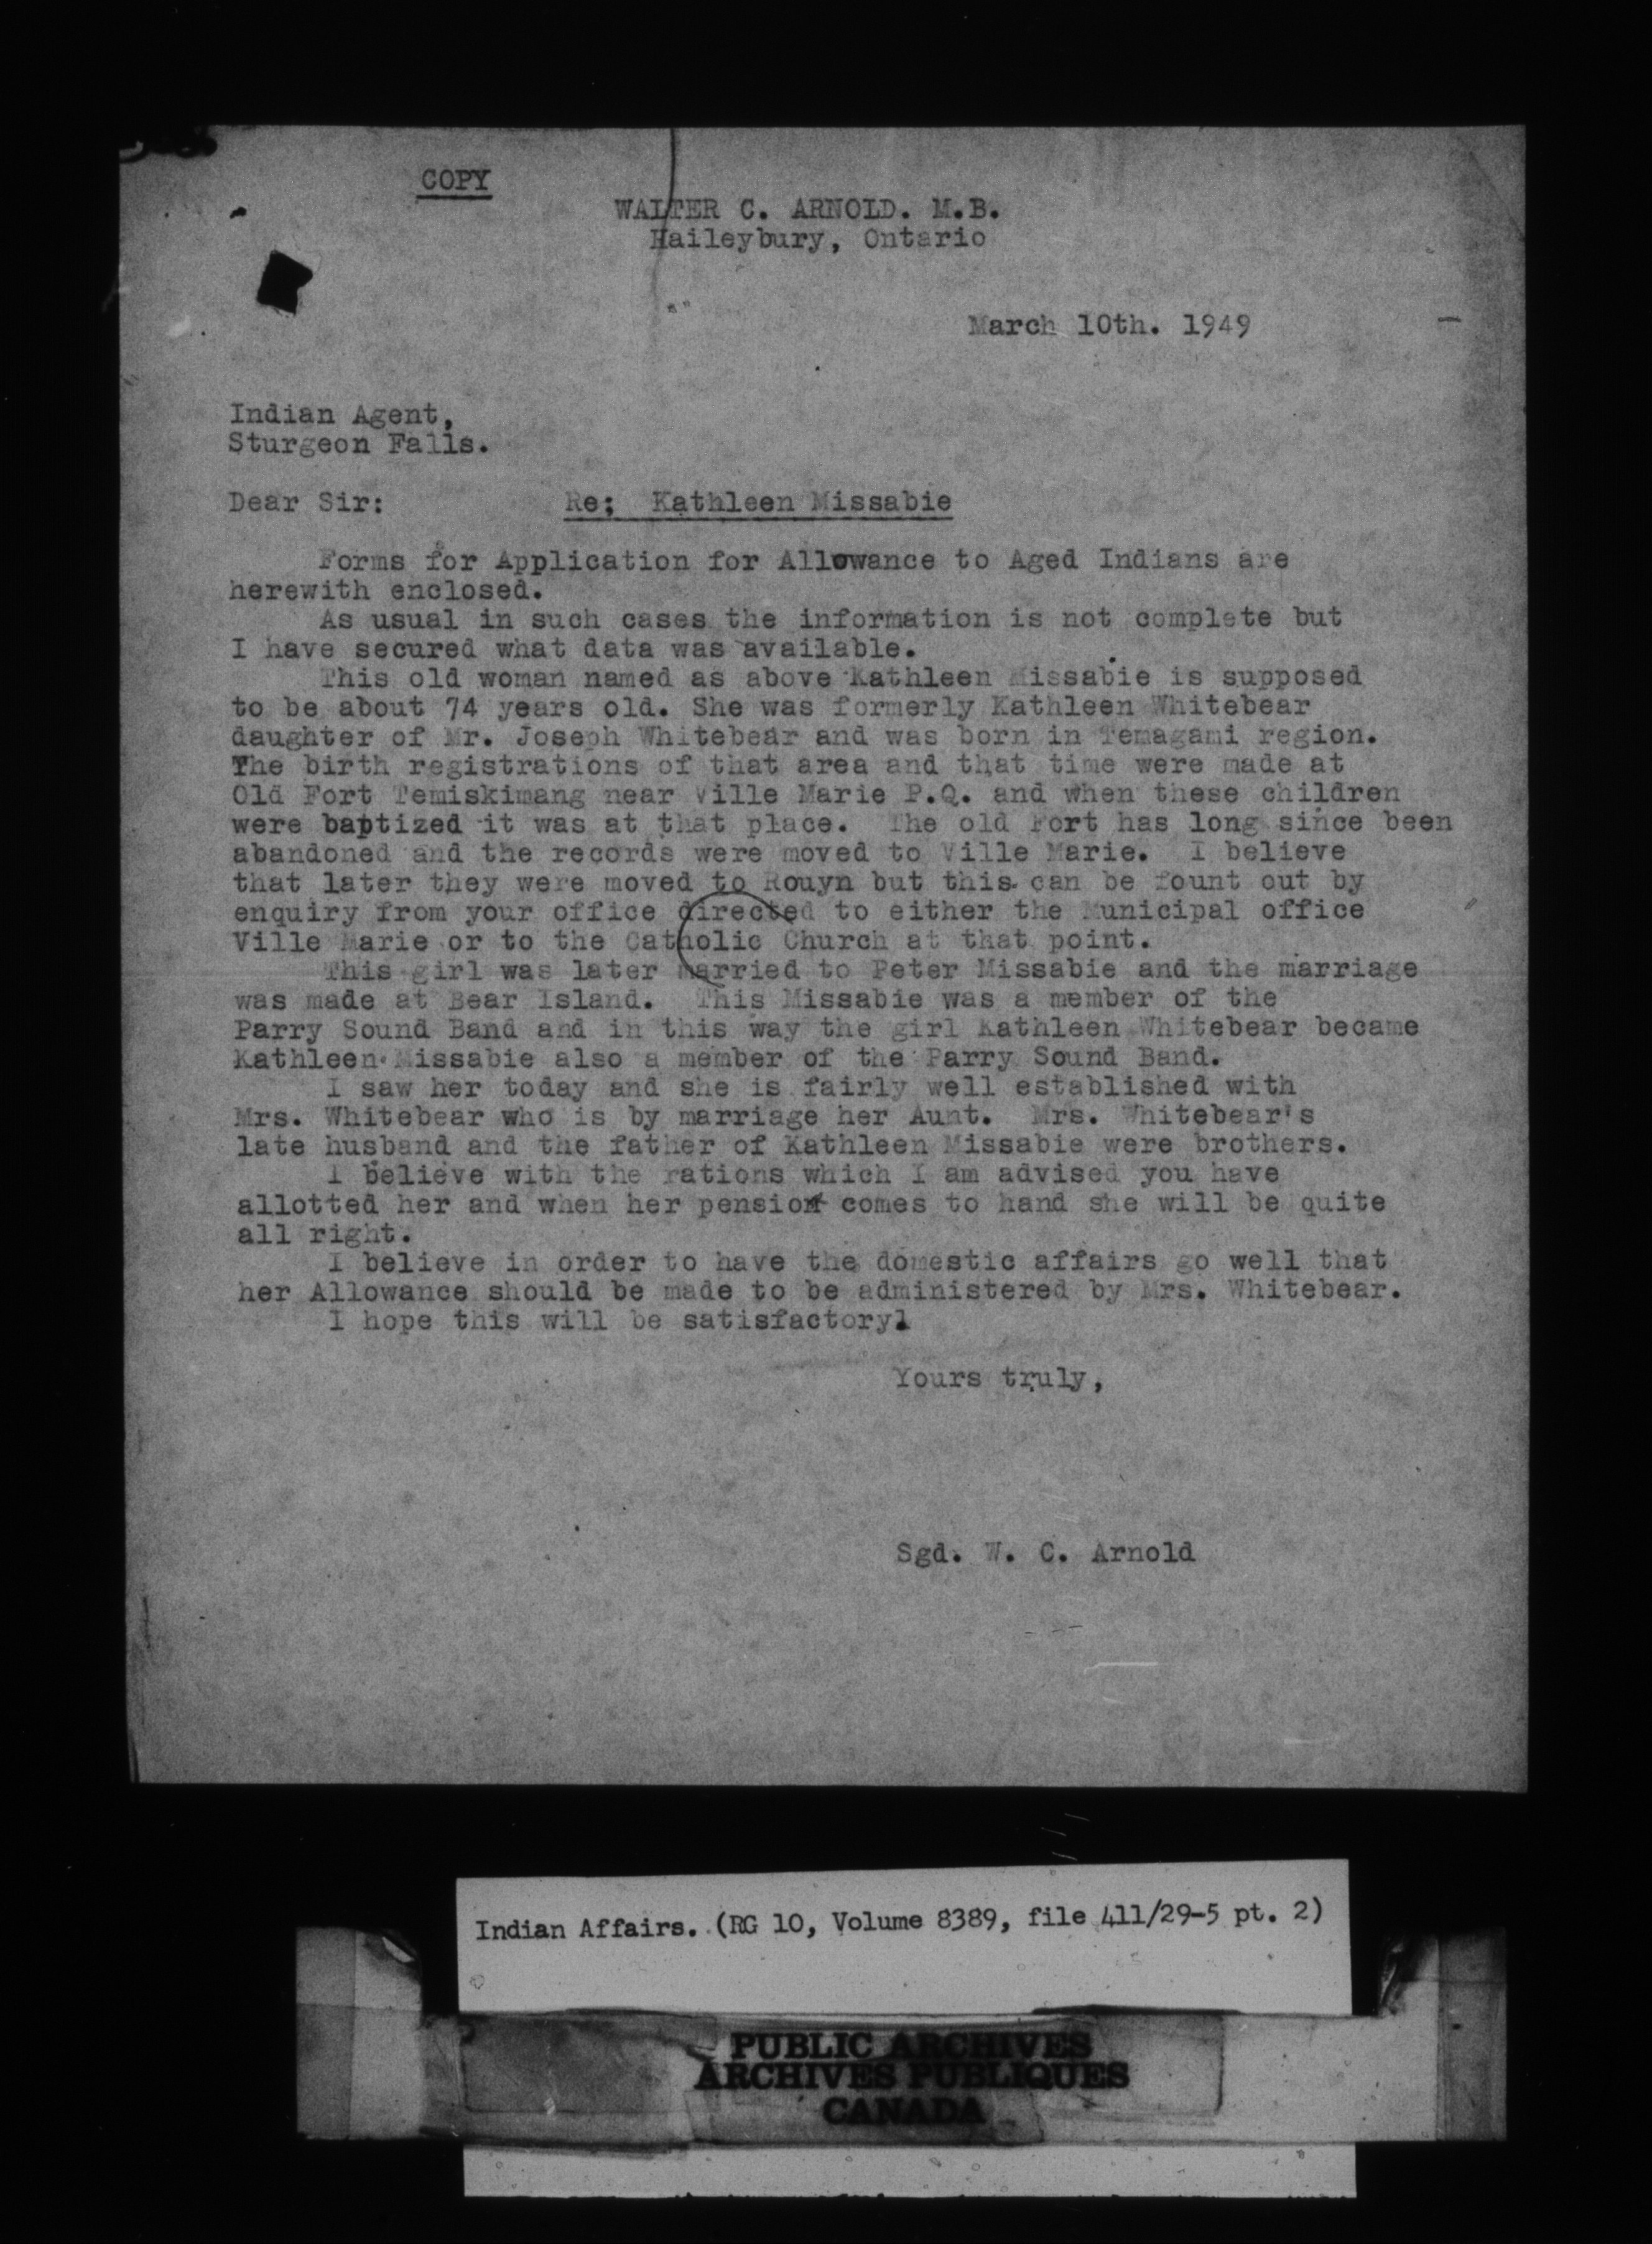 COPY
WALTER C. ARNOLD. M.B.
Haileybury, Ontario
March 10th. 1949
Indian Agent,
Sturgeon Falls.
Dear Sir: Re; Kathleen Missabie
Forms for Application for Allowance to Aged Indians are
herewith enclosed.
As usual in such cases the information is not complete but
I have secured what data was available.
This old woman named as above Kathleen Missabie is supposed
to be about 74 years old. She was formerly Kathleen Whitebear
daughter of Mr. Joseph Whitebear and was born in Temagami region.
The birth registrations of that area and that time were made at
Old Fort Temiskimang near Ville Marie P.Q. and when these children
were baptized it was at that place. The old Fort has long since been
abandoned and the records were moved to Ville Marie. I believe
that later they were moved to Rouyn but this can be fount out by
enquiry from your office directed to either the Municipal office
Ville Marie or to the Catholic Church at that point.
This girl was later married to Peter Missabie and the marriage
was made at Bear Island. This Missabie was a member of the
Parry Sound Band and in this way the girl Kathleen Whitebear became
Kathleen Missabie also a member of the Parry Sound Band.
I saw her today and she is fairly well established with
Mrs. Whitebear who is by marriage her Aunt. Mrs. Whitebear's
late husband and the father of Kathleen Missabie were brothers.
I believe with the rations which I am advised you have
allotted her and when her pension comes to hand she will be quite
all right.
I believe in order to have the domestic affairs go well that
her Allowance should be made to be administered by Mrs. Whitebear.
I hope this will be satisfactory.
Yours truly,
Sgd. W. C. Arnold
Indian Affairs. (RG 10, Volume 8389, file 411/29-5 pt. 2)
PUBLIC ARCHIVES
ARCHIVES PUBLIQUES
CANADA